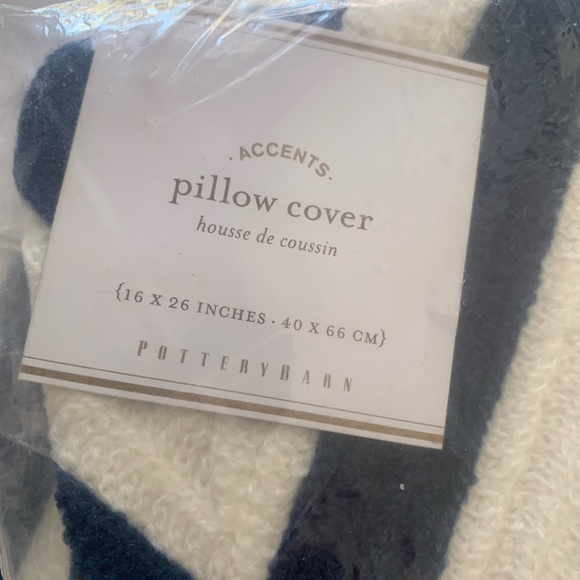 · ACCENTS ·
pillow cover
housse de coussin
{16 X 26 INCHES · 40 X 66 CM}
POTTERYBARN